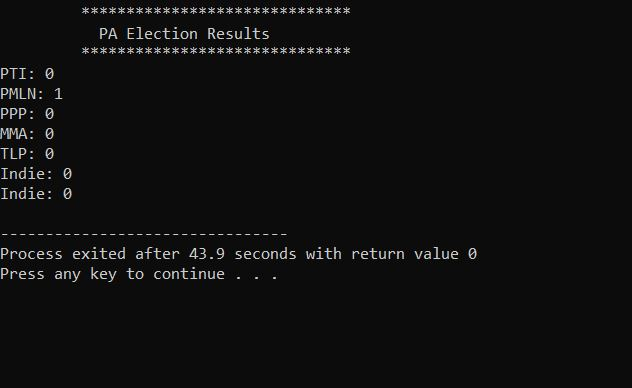 ******************************
PA Election Results
******************************
PTI: 0
PMLN: 1
PPP: 0
MMA: 0
TLP: 0
Indie: 0
Indie: 0
--------------------------------
Process exited after 43.9 seconds with return value 0
Press any key to continue . . .